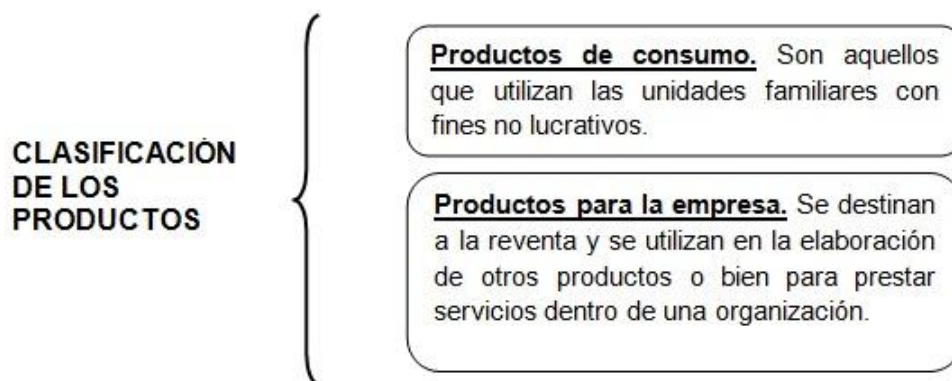 CLASIFICACIÓN
DE LOS
PRODUCTOS
Productos de consumo. Son aquellos
que utilizan las unidades familiares con
fines no lucrativos.
Productos para la empresa. Se destinan
a la reventa y se utilizan en la elaboración
de otros productos o bien para prestar
servicios dentro de una organización.